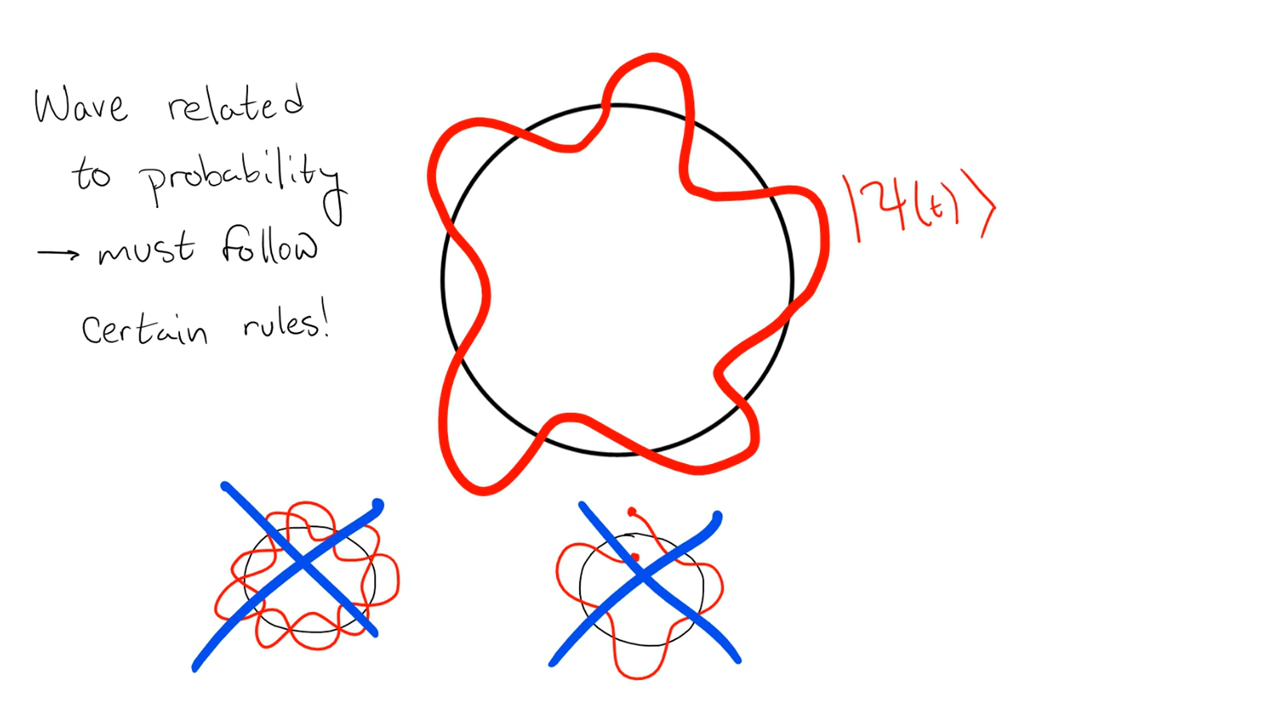 Wave related
to probability
→ must follow
certain rules!
|Ψ(t)⟩